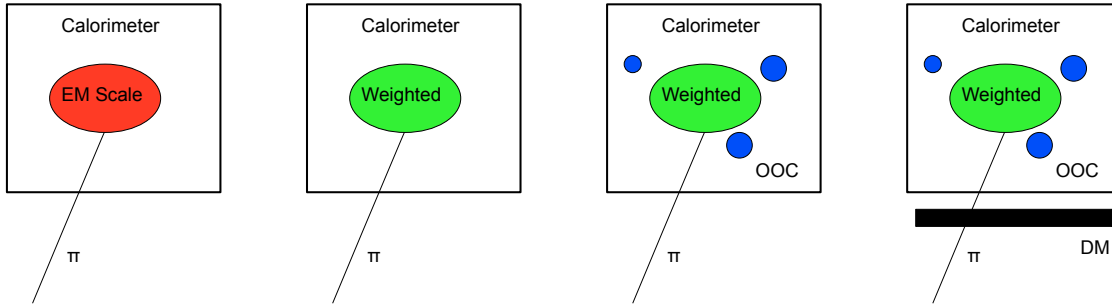 Calorimeter
EM Scale
π
Calorimeter
Weighted
π
Calorimeter
Weighted
OOC
π
Calorimeter
Weighted
OOC
DM
π